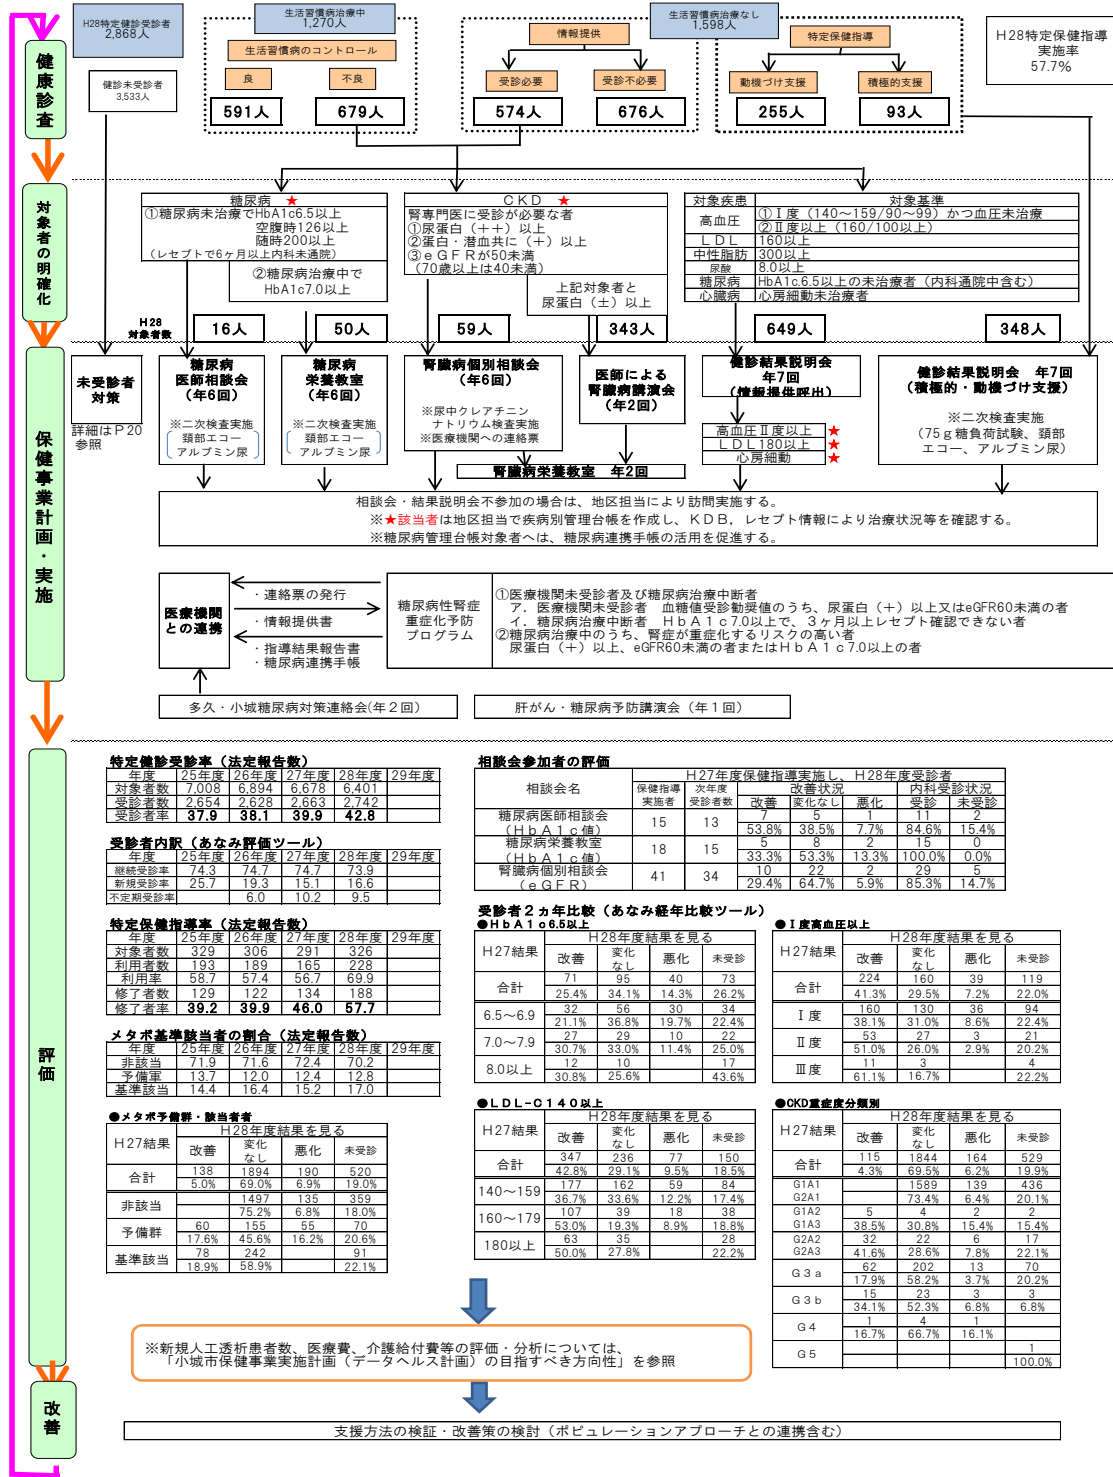 H28特定健診受診者
2,868人
生活習慣病治療中
1,270人
生活習慣病治療なし
1,598人
H28特定保健指導
実施率
57.7%
健診未受診者
3,533人
生活習慣病のコントロール
良
不良
591人
679人
情報提供
受診必要
受診不必要
574人
676人
特定保健指導
動機づけ支援
積極的支援
255人
93人
健康診査
対象者の明確化
糖尿病 ★
①糖尿病未治療でHbA1c6.5以上
空腹時126以上
随時200以上
(レセプトで6ヶ月以上内科未通院)
②糖尿病治療中で
HbA1c7.0以上
CKD ★
腎専門医に受診が必要な者
①尿蛋白(++)以上
②蛋白・潜血共に(+)以上
③eGFRが50未満
(70歳以上は40未満)
上記対象者と
尿蛋白(±)以上
対象疾患 対象基準
高血圧 ①Ⅰ度(140～159/90～99)かつ血圧未治療
②Ⅱ度以上(160/100以上)
LDL 160以上
中性脂肪 300以上
尿酸 8.0以上
糖尿病 HbA1c.6.5以上の未治療者(内科通院中含む)
心臓病 心房細動未治療者
H28
対象者数
16人 50人 59人 343人 649人 348人
保健事業計画・実施
未受診者
対策
詳細はP20
参照
糖尿病
医師相談会
(年6回)
※二次検査実施
頚部エコー
アルブミン尿
糖尿病
栄養教室
(年6回)
※二次検査実施
頚部エコー
アルブミン尿
腎臓病個別相談会
(年6回)
※尿中クレアチニン
ナトリウム検査実施
※医療機関への連絡票
医師による
腎臓病講演会
(年2回)
腎臓病栄養教室 年2回
健診結果説明会
年7回
(情報提供呼出)
高血圧Ⅱ度以上 ★
LDL180以上 ★
心房細動 ★
健診結果説明会 年7回
(積極的・動機づけ支援)
※二次検査実施
(75g糖負荷試験、頚部
エコー、アルブミン尿)
相談会・結果説明会不参加の場合は、地区担当により訪問実施する。
※★該当者は地区担当で疾病別管理台帳を作成し、KDB，レセプト情報により治療状況等を確認する。
※糖尿病管理台帳対象者へは、糖尿病連携手帳の活用を促進する。
医療機関
との連携
・連絡票の発行
・情報提供書
・指導結果報告書
・糖尿病連携手帳
糖尿病性腎症
重症化予防
プログラム
①医療機関未受診者及び糖尿病治療中断者
ア．医療機関未受診者 血糖値受診勧奨値のうち、尿蛋白(+)以上又はeGFR60未満の者
イ．糖尿病治療中断者 HbA1c7.0以上で、3ヶ月以上レセプト確認できない者
②糖尿病治療中のうち、腎症が重症化するリスクの高い者
尿蛋白(+)以上、eGFR60未満の者またはHbA1c7.0以上の者
多久・小城糖尿病対策連絡会(年2回)
肝がん・糖尿病予防講演会(年1回)
評価
特定健診受診率(法定報告数)
年度 25年度 26年度 27年度 28年度 29年度
対象者数 7,008 6,894 6,678 6,401
受診者数 2,654 2,628 2,663 2,742
受診者率 37.9 38.1 39.9 42.8
受診者内訳(あなみ評価ツール)
年度 25年度 26年度 27年度 28年度 29年度
継続受診率 74.3 74.7 74.7 73.9
新規受診率 25.7 19.3 15.1 16.6
不定期受診率 6.0 10.2 9.5
特定保健指導率(法定報告数)
年度 25年度 26年度 27年度 28年度 29年度
対象者数 329 306 291 326
利用者数 193 189 165 228
利用率 58.7 57.4 56.7 69.9
修了者数 129 122 134 188
修了者率 39.2 39.9 46.0 57.7
メタボ基準該当者の割合(法定報告数)
年度 25年度 26年度 27年度 28年度 29年度
非該当 71.9 71.6 72.4 70.2
予備軍 13.7 12.0 12.4 12.8
基準該当 14.4 16.4 15.2 17.0
●メタボ予備群・該当者者
H27結果 H28年度結果を見る
改善 変化なし 悪化 未受診
合計 138 1894 190 520
5.0% 69.0% 6.9% 19.0%
非該当 1497 135 359
75.2% 6.8% 18.0%
予備群 60 155 55 70
17.6% 45.6% 16.2% 20.6%
基準該当 78 242 91
18.9% 58.9% 22.1%
相談会参加者の評価
相談会名 H27年度保健指導実施し、H28年度受診者
保健指導実施者 次年度受診者数 改善状況 内科受診状況
改善 変化なし 悪化 受診 未受診
糖尿病医師相談会
(HbA1c値) 15 13 7 5 1 11 2
53.8% 38.5% 7.7% 84.6% 15.4%
糖尿病栄養教室
(HbA1c値) 18 15 5 8 2 15 0
33.3% 53.3% 13.3% 100.0% 0.0%
腎臓病個別相談会
(eGFR) 41 34 10 22 2 29 5
29.4% 64.7% 5.9% 85.3% 14.7%
受診者2ヵ年比較(あなみ経年比較ツール)
●HbA1c6.5以上
H27結果 H28年度結果を見る
改善 変化なし 悪化 未受診
合計 71 95 40 73
25.4% 34.1% 14.3% 26.2%
6.5～6.9 32 56 30 34
21.1% 36.8% 19.7% 22.4%
7.0～7.9 27 29 10 22
30.7% 33.0% 11.4% 25.0%
8.0以上 12 10 17
30.8% 25.6% 43.6%
●Ⅰ度高血圧以上
H27結果 H28年度結果を見る
改善 変化なし 悪化 未受診
合計 224 160 39 119
41.3% 29.5% 7.2% 22.0%
Ⅰ度 160 130 36 94
38.1% 31.0% 8.6% 22.4%
Ⅱ度 53 27 3 21
51.0% 26.0% 2.9% 20.2%
Ⅲ度 11 3 4
61.1% 16.7% 22.2%
●LDL-C140以上
H27結果 H28年度結果を見る
改善 変化なし 悪化 未受診
合計 347 236 77 150
42.8% 29.1% 9.5% 18.5%
140～159 177 162 59 84
36.7% 33.6% 12.2% 17.4%
160～179 107 39 18 38
53.0% 19.3% 8.9% 18.8%
180以上 63 35 28
50.0% 27.8% 22.2%
●CKD重症度分類別
H27結果 H28年度結果を見る
改善 変化なし 悪化 未受診
合計 115 1844 164 529
4.3% 69.5% 6.2% 19.9%
G1A1 1589 139 436
G2A1 73.4% 6.4% 20.1%
G1A2 5 4 2 2
G1A3 38.5% 30.8% 15.4% 15.4%
G2A2 32 22 6 17
G2A3 41.6% 28.6% 7.8% 22.1%
G3a 62 202 13 70
17.9% 58.2% 3.7% 20.2%
G3b 15 23 3 3
34.1% 52.3% 6.8% 6.8%
G4 1 4 1
16.7% 66.7% 16.1%
G5 1
100.0%
※新規人工透析患者数、医療費、介護給付費等の評価・分析については、
「小城市保健事業実施計画(データヘルス計画)の目指すべき方向性」を参照
改善
支援方法の検証・改善策の検討(ポピュレーションアプローチとの連携含む)